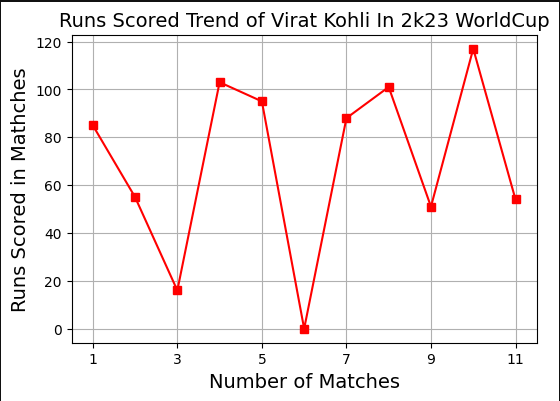 Runs Scored Trend of Virat Kohli In 2k23 WorldCup
120
100
80
60
40
20
0
Runs Scored in Mathches
1 3 5 7 9 11
Number of Matches